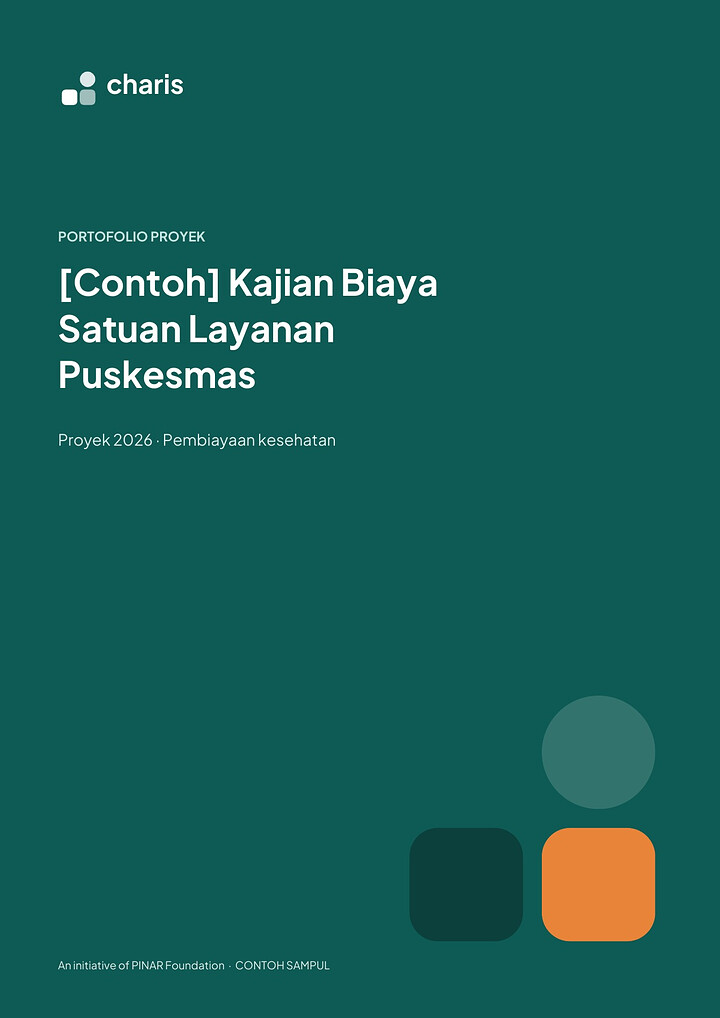 charis
PORTOFOLIO PROYEK
[Contoh] Kajian Biaya
Satuan Layanan
Puskesmas
Proyek 2026 · Pembiayaan kesehatan
An initiative of PINAR Foundation · CONTOH SAMPUL